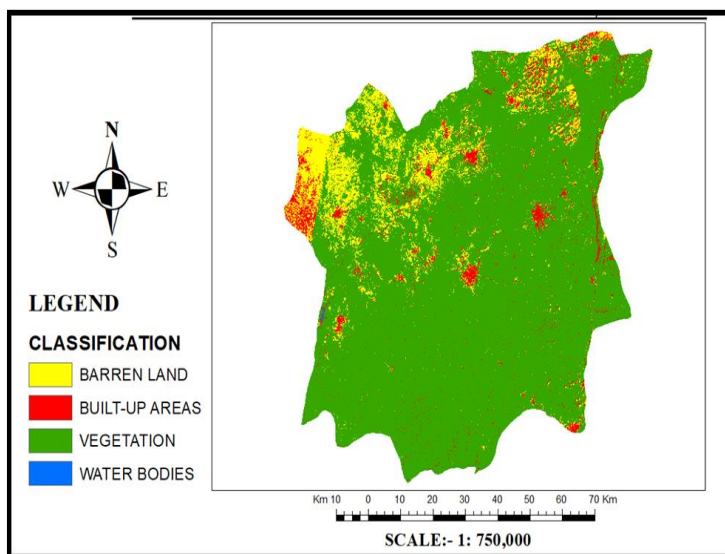 N
W E
S
LEGEND
CLASSIFICATION
BARREN LAND
BUILT-UP AREAS
VEGETATION
WATER BODIES
Km 10 0 10 20 30 40 50 60 70 Km
SCALE:- 1: 750,000